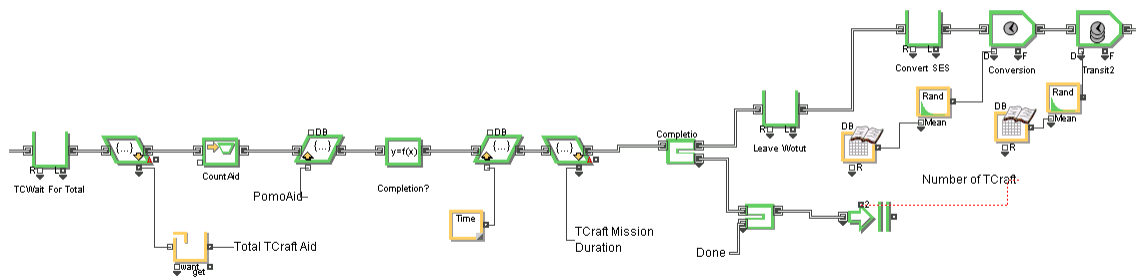 R L
Convert SES
D F
Conversion
D F
Transit2
Rand
Mean
DB
R
Rand
Mean
DB
R
R L
Leave Wotut
Completio
R L
TCWait For Total
{...}
CountAid
DB
{...}
PomoAid
y=f(x)
Completion?
DB
{...}
Time
{...}
TCraft Mission
Duration
Number of TCraft
2
Done
want
get
Total TCraft Aid